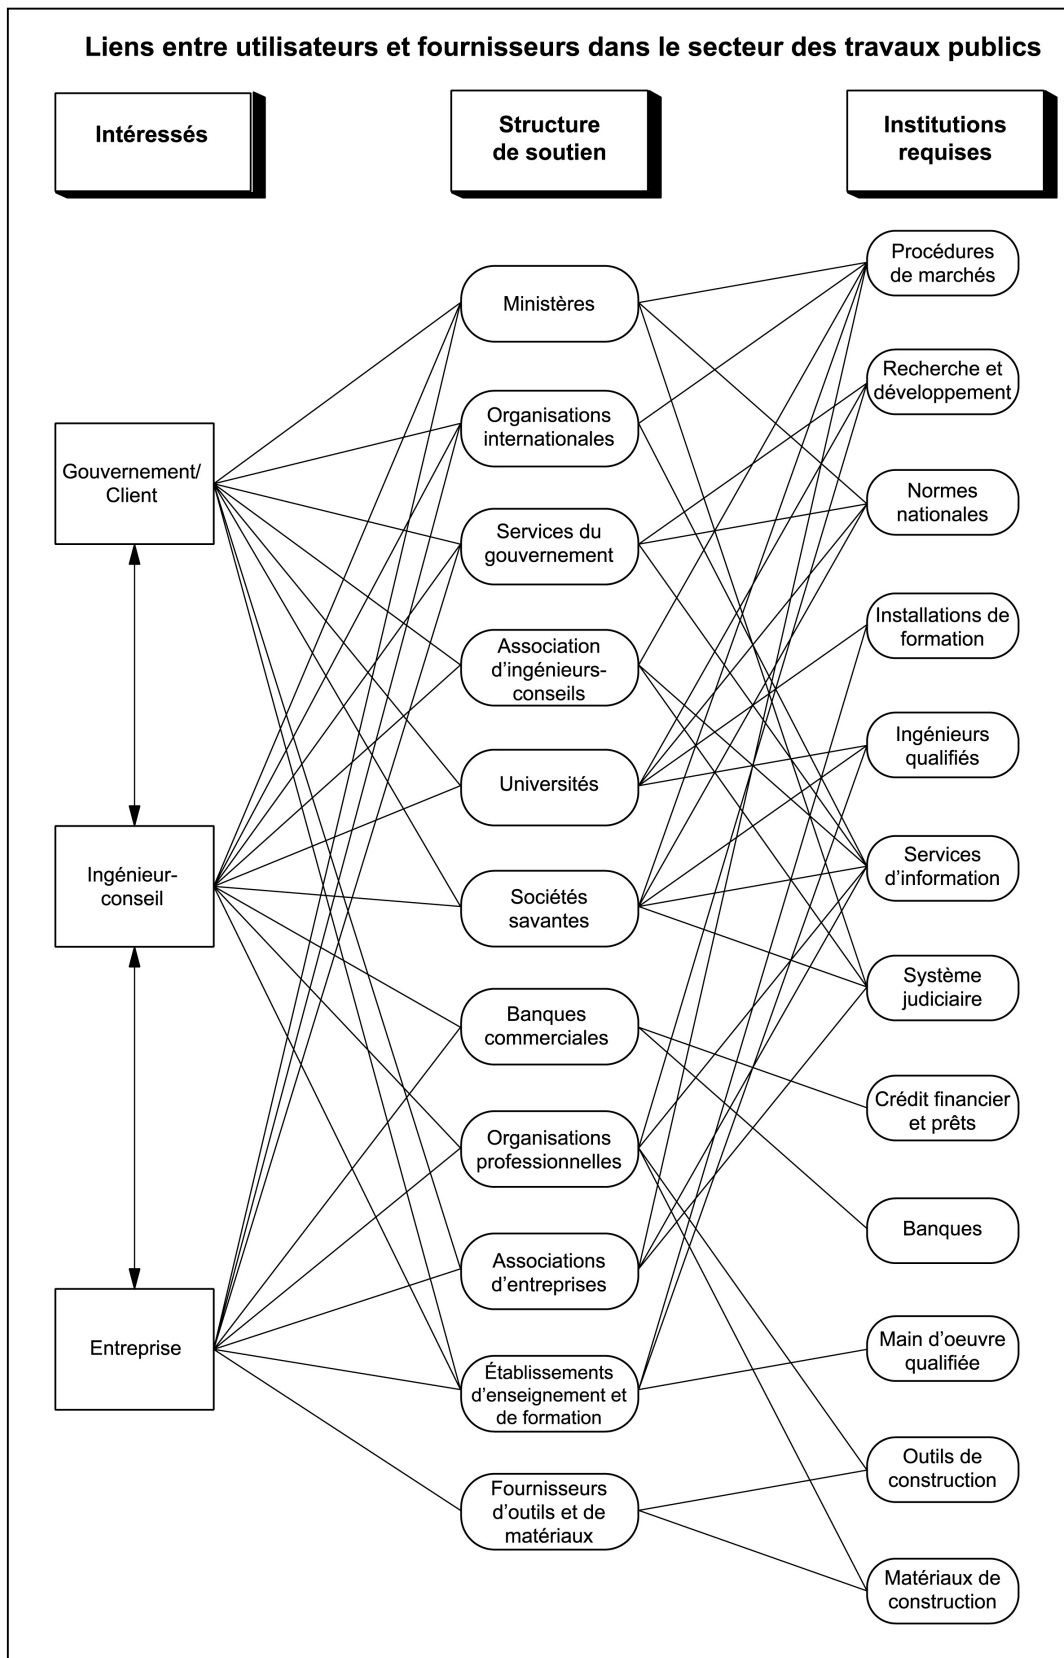 Liens entre utilisateurs et fournisseurs dans le secteur des travaux publics
Intéressés
Structure
de soutien
Institutions
requises
Gouvernement/
Client
Ingénieur-
conseil
Entreprise
Ministères
Organisations
internationales
Services du
gouvernement
Association
d'ingénieurs-
conseils
Universités
Sociétés
savantes
Banques
commerciales
Organisations
professionnelles
Associations
d'entreprises
Établissements
d'enseignement et
de formation
Fournisseurs
d'outils et de
matériaux
Procédures
de marchés
Recherche et
développement
Normes
nationales
Installations de
formation
Ingénieurs
qualifiés
Services
d'information
Système
judiciaire
Crédit financier
et prêts
Banques
Main d'oeuvre
qualifiée
Outils de
construction
Matériaux de
construction